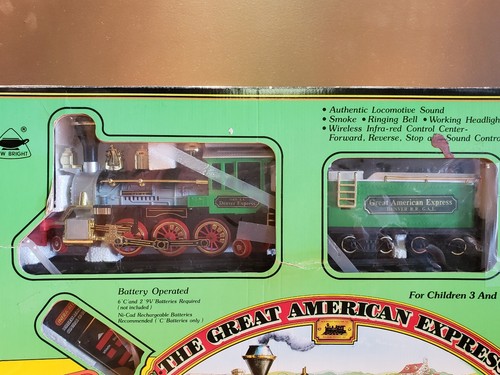 • Authentic Locomotive Sound
• Smoke • Ringing Bell • Working Headligh
• Wireless Infra-red Control Center-
Forward, Reverse, Stop and Sound Contro
W. BRIGHT
®
Great American Express
Great American Express
Battery Operated
6 'C' and 2 '9V' Batteries Required
(not included)
Ni-Cad Rechargeable Batteries
Recommended ('C' Batteries only)
For Children 3 And
THE GREAT AMERICAN EXPRES